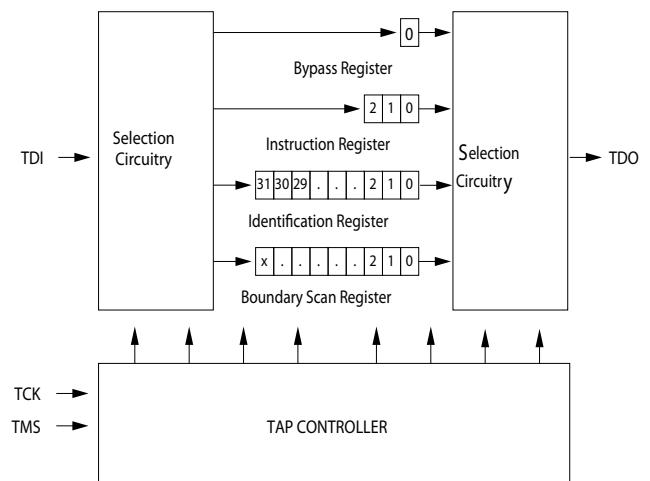 0
Bypass Register
2 1 0
Selection
Circuitry
Instruction Register
TDI
Selection
Circuitry
TDO
31 30 29 . . . 2 1 0
Identification Register
x . . . . . 2 1 0
Boundary Scan Register
TCK
TMS
TAP CONTROLLER